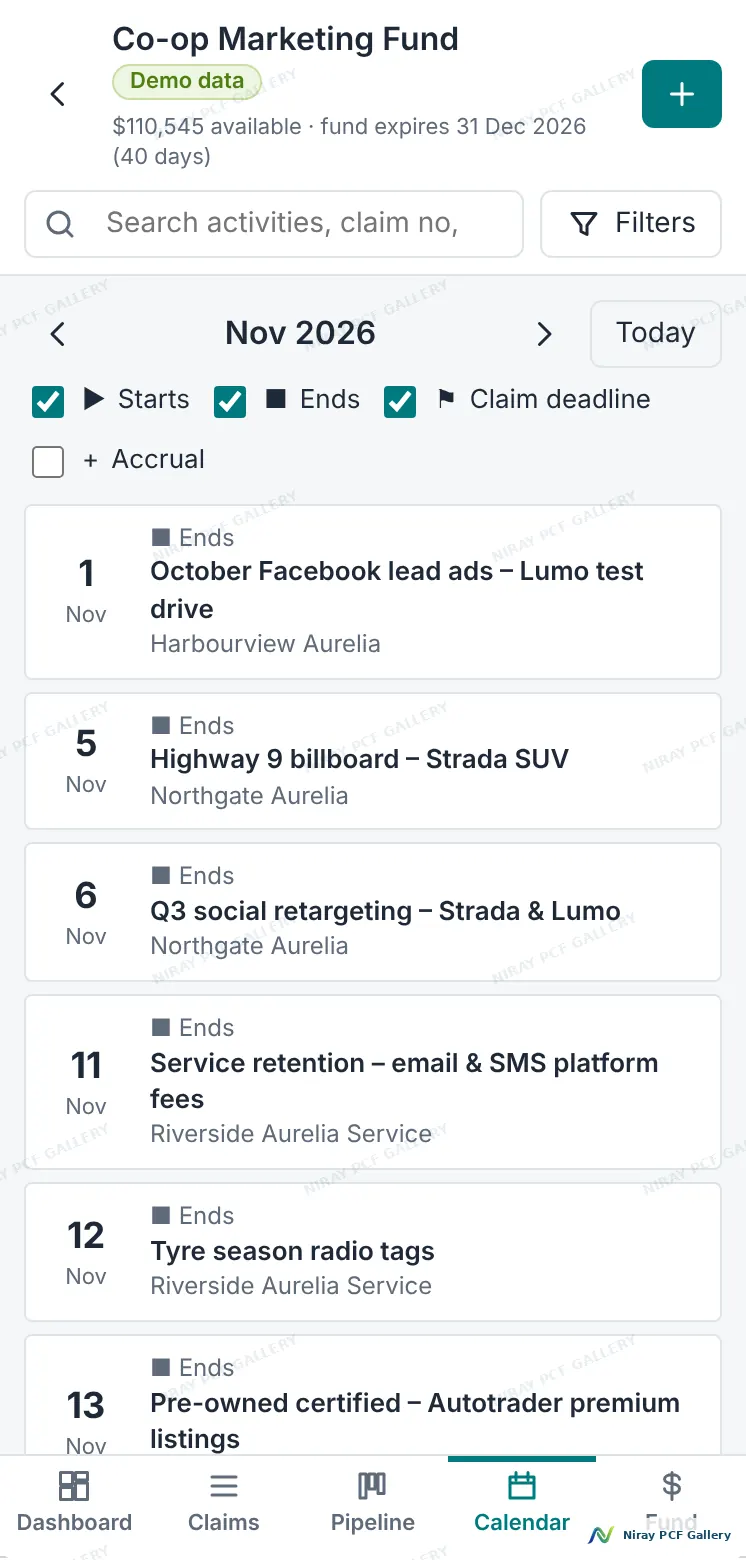 Co-op Marketing Fund
Demo data
$110,545 available · fund expires 31 Dec 2026
(40 days)
Search activities, claim no,
Filters
Nov 2026
Today
▶ Starts
■ Ends
⚑ Claim deadline
+ Accrual
1
Nov
■ Ends
October Facebook lead ads – Lumo test
drive
Harbourview Aurelia
5
Nov
■ Ends
Highway 9 billboard – Strada SUV
Northgate Aurelia
6
Nov
■ Ends
Q3 social retargeting – Strada & Lumo
Northgate Aurelia
11
Nov
■ Ends
Service retention – email & SMS platform
fees
Riverside Aurelia Service
12
Nov
■ Ends
Tyre season radio tags
Riverside Aurelia Service
13
Nov
■ Ends
Pre-owned certified – Autotrader premium
listings
Dashboard
Claims
Pipeline
Calendar
Fund
Niray PCF Gallery
NIRAY PCF GALLERY